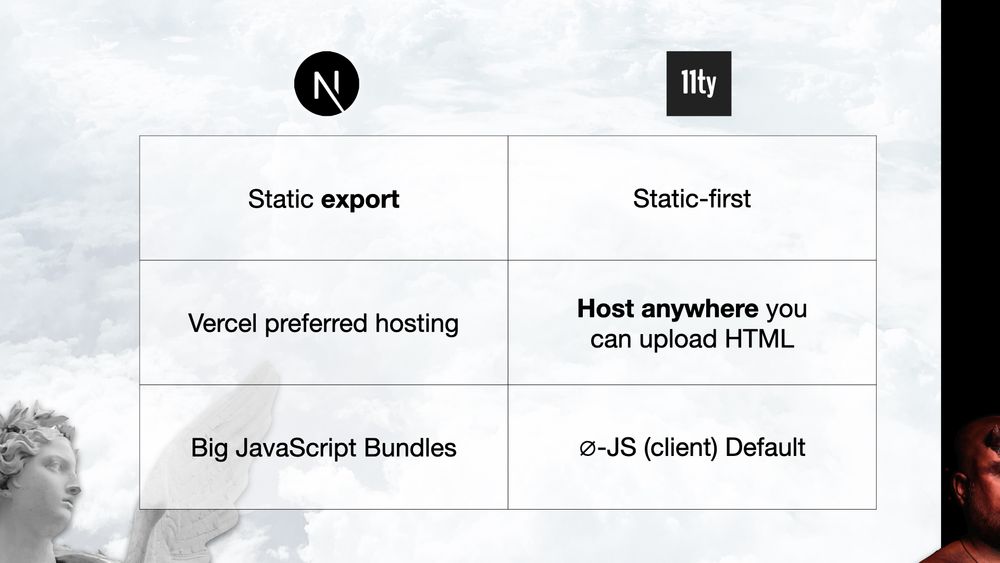 N
11ty
Static export
Static-first
Vercel preferred hosting
Host anywhere you
can upload HTML
Big JavaScript Bundles
∅-JS (client) Default